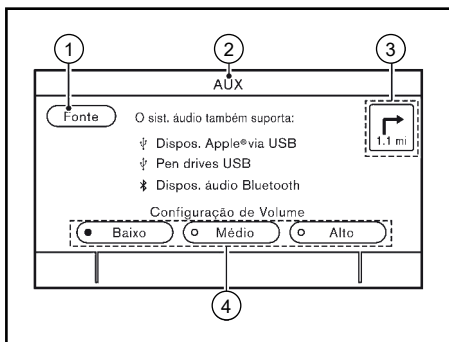 1 2 3
AUX
Fonte
O sist. áudio também suporta:
1.1 mi
Dispos. Apple® via USB
Pen drives USB
Dispos. áudio Bluetooth
Configuração de Volume
Baixo Médio Alto
4